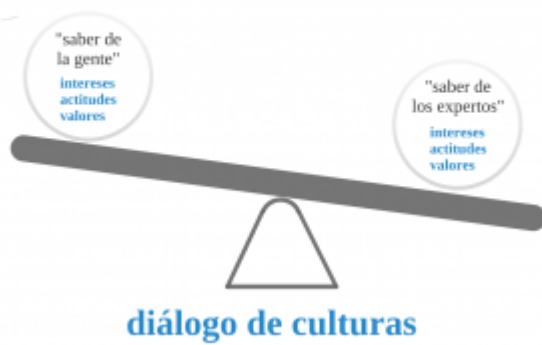 "saber de
la gente"
intereses
actitudes
valores
"saber de
los expertos"
intereses
actitudes
valores
diálogo de culturas